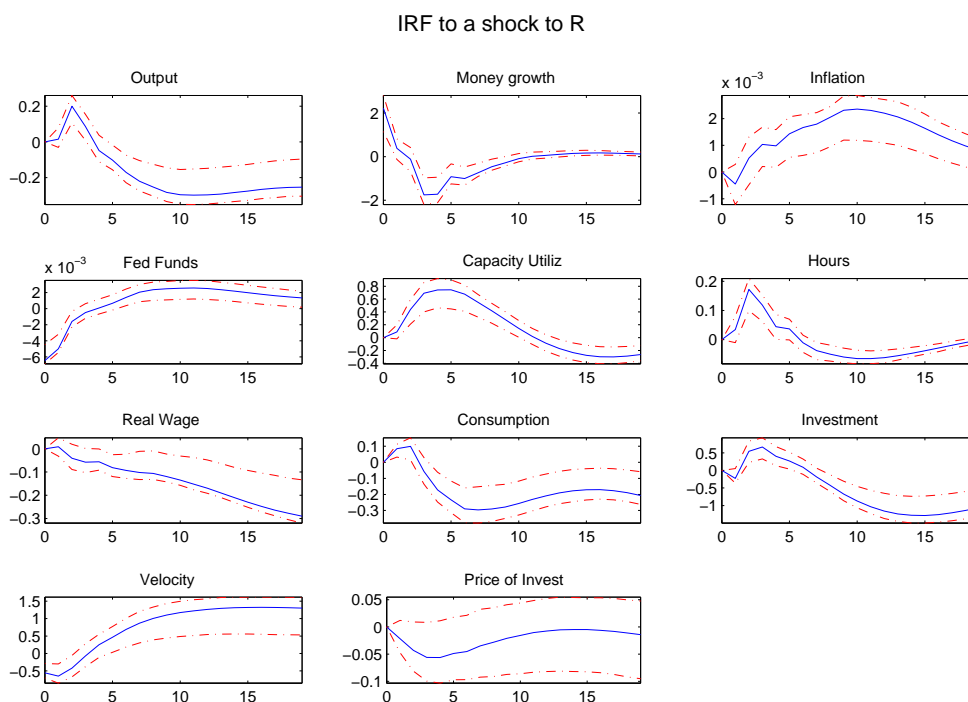 IRF to a shock to R
Output
0.2
0
−0.2
0 5 10 15
Money growth
2
0
−2
0 5 10 15
x 10−3
Inflation
2
1
0
−1
0 5 10 15
x 10−3
Fed Funds
2
0
−2
−4
−6
0 5 10 15
Capacity Utiliz
0.8
0.6
0.4
0.2
0
−0.2
−0.4
0 5 10 15
Hours
0.2
0.1
0
0 5 10 15
Real Wage
0
−0.1
−0.2
−0.3
0 5 10 15
Consumption
0.1
0
−0.1
−0.2
−0.3
0 5 10 15
Investment
0.5
0
−0.5
−1
0 5 10 15
Velocity
1.5
1
0.5
0
−0.5
0 5 10 15
Price of Invest
0.05
0
−0.05
−0.1
0 5 10 15